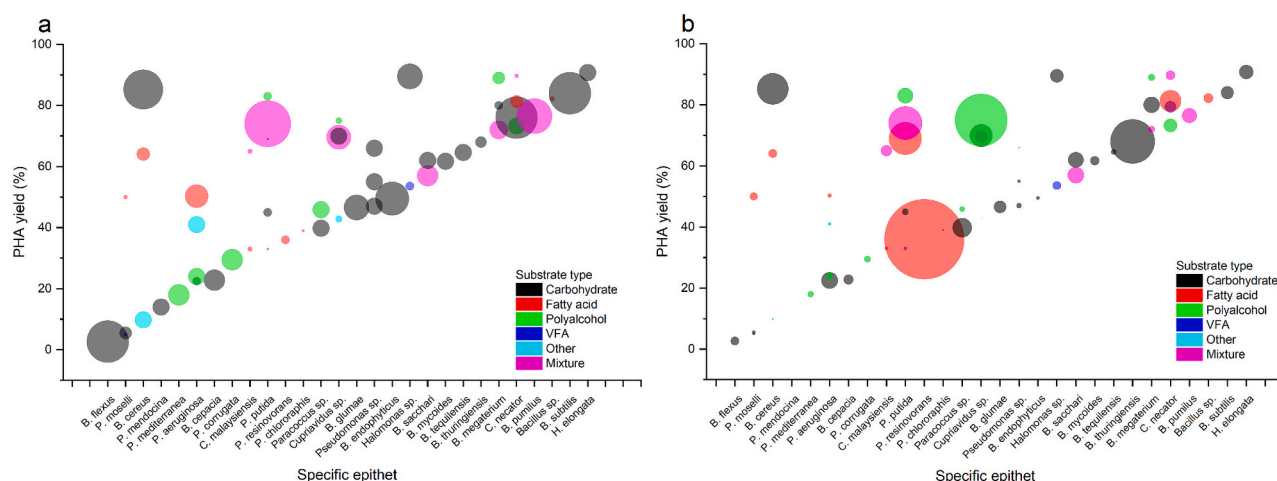 a
PHA yield (%)
100
80
60
40
20
0
Substrate type
Carbohydrate
Fatty acid
Polyalcohol
VFA
Other
Mixture
B. flexus
P. moselli
B. cereus
P. mendocina
P. mediterranea
P. aeruginosa
B. cepacia
P. corrugata
C. malaysiensis
P. putida
P. resinovorans
P. chloroaphis
Paracoccus sp.
Cupriavidus sp.
B. glumae
Pseudomonas sp.
B. endophyticus
Halomonas sp.
B. sacchari
B. mycoides
B. tequilensis
B. thuringiensis
B. megaterium
C. necator
B. pumilus
Bacillus sp.
B. subtilis
H. elongata
Specific epithet
b
PHA yield (%)
100
80
60
40
20
0
Substrate type
Carbohydrate
Fatty acid
Polyalcohol
VFA
Other
Mixture
B. flexus
P. moselli
B. cereus
P. mendocina
P. mediterranea
P. aeruginosa
B. cepacia
P. corrugata
C. malaysiensis
P. putida
P. resinovorans
P. chloroaphis
Paracoccus sp.
Cupriavidus sp.
B. glumae
Pseudomonas sp.
B. endophyticus
Halomonas sp.
B. sacchari
B. mycoides
B. tequilensis
B. thuringiensis
B. megaterium
C. necator
B. pumilus
Bacillus sp.
B. subtilis
H. elongata
Specific epithet